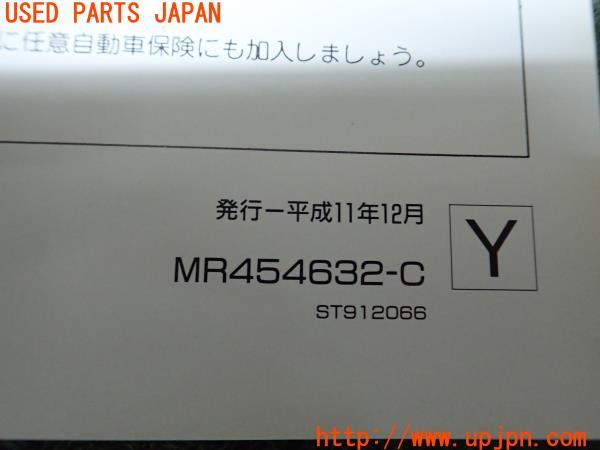 USED PARTS JAPAN
に任意自動車保険にも加入しましょう。
発行ー平成11年12月
MR454632-C
Y
ST912066
http://www.upjpn.com